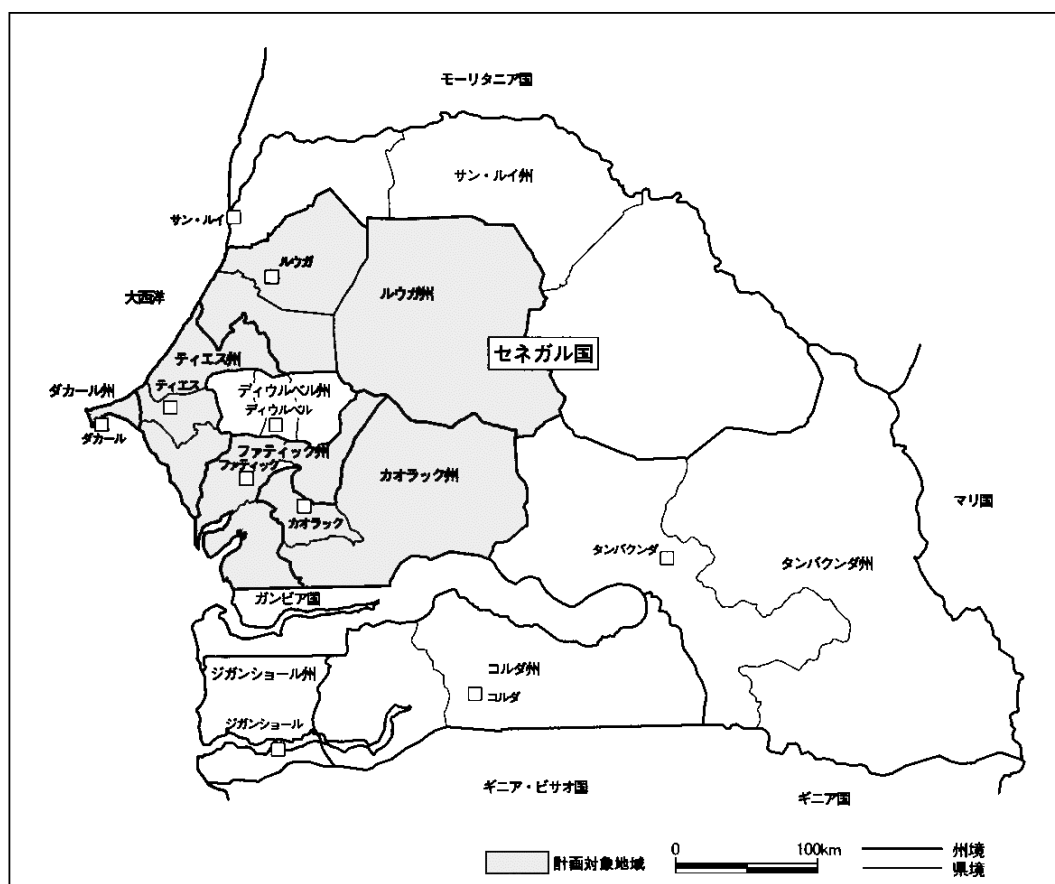 モーリタニア国
サン・ルイ州
サン・ルイ
ルウガ
ルウガ州
大西洋
セネガル国
ティエス州
ダカール州
ティエス
ディウルベル州
ディウルベル
ダカール
ファティック州
ファティック
カオラック州
カオラック
マリ国
タンバクンダ
タンバクンダ州
ガンビア国
ジガンショール州
コルダ州
コルダ
ジガンショール
ギニア・ビサオ国
ギニア国
計画対象地域
0 100km
州境
県境